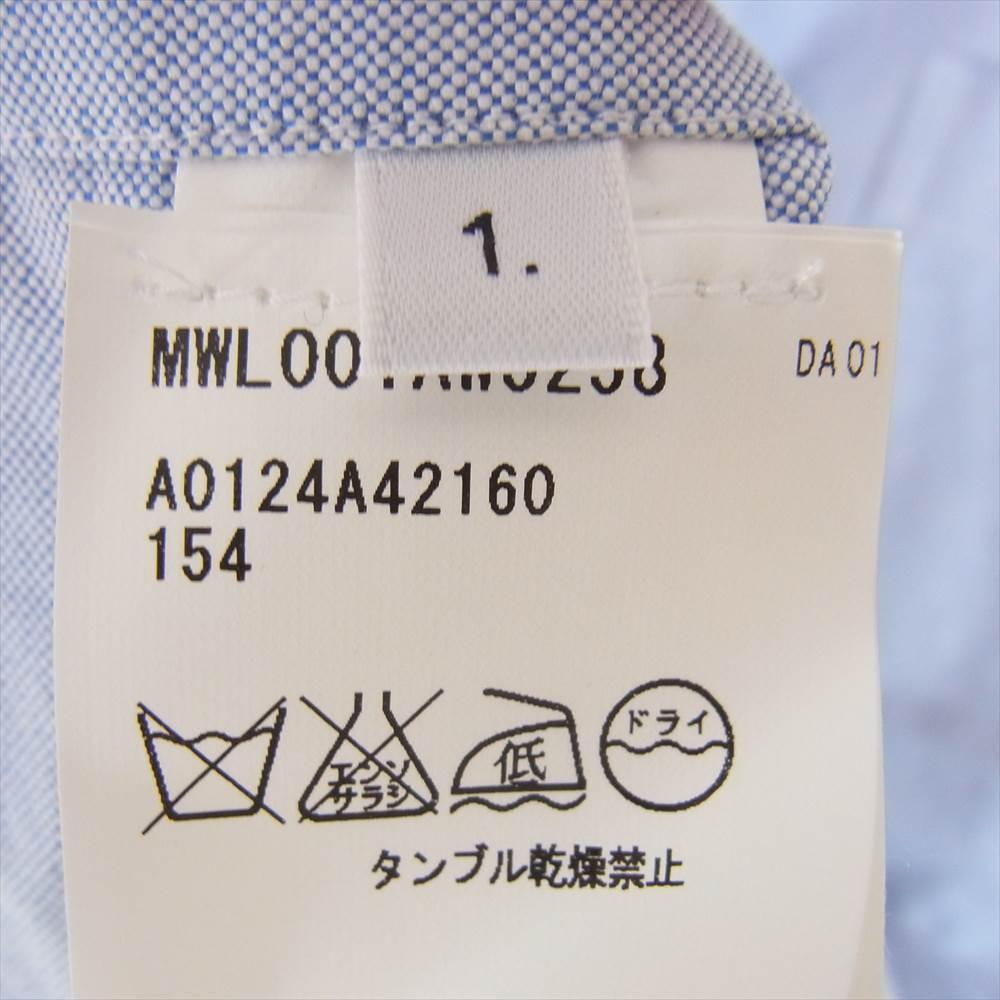 1.
DA 01
A0124A42160
154
エンソ
サラシ
低
ドライ
タンブル乾燥禁止